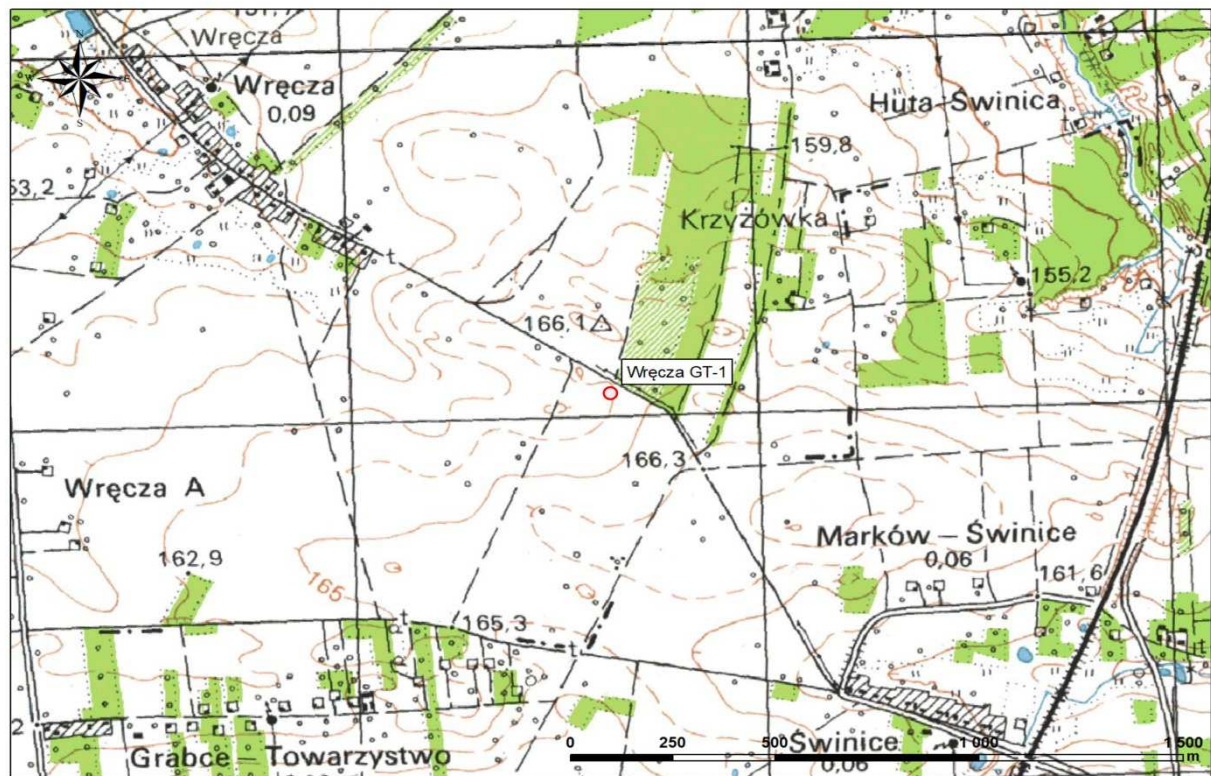 Wręcza
N
W
E
S
Wręcza
0,09
Huta-Świnica
159,8
53,2
Krzyżówka
t
155,2
166,1
Wręcza GT-1
166,3
Wręcza A
Marków – Świnice
0,06
162,9
161,6
165
t
165,3
t
t
2
0 250 500 1 000 1 500
m
Świnice
0,06
Grabce – Towarzystwo